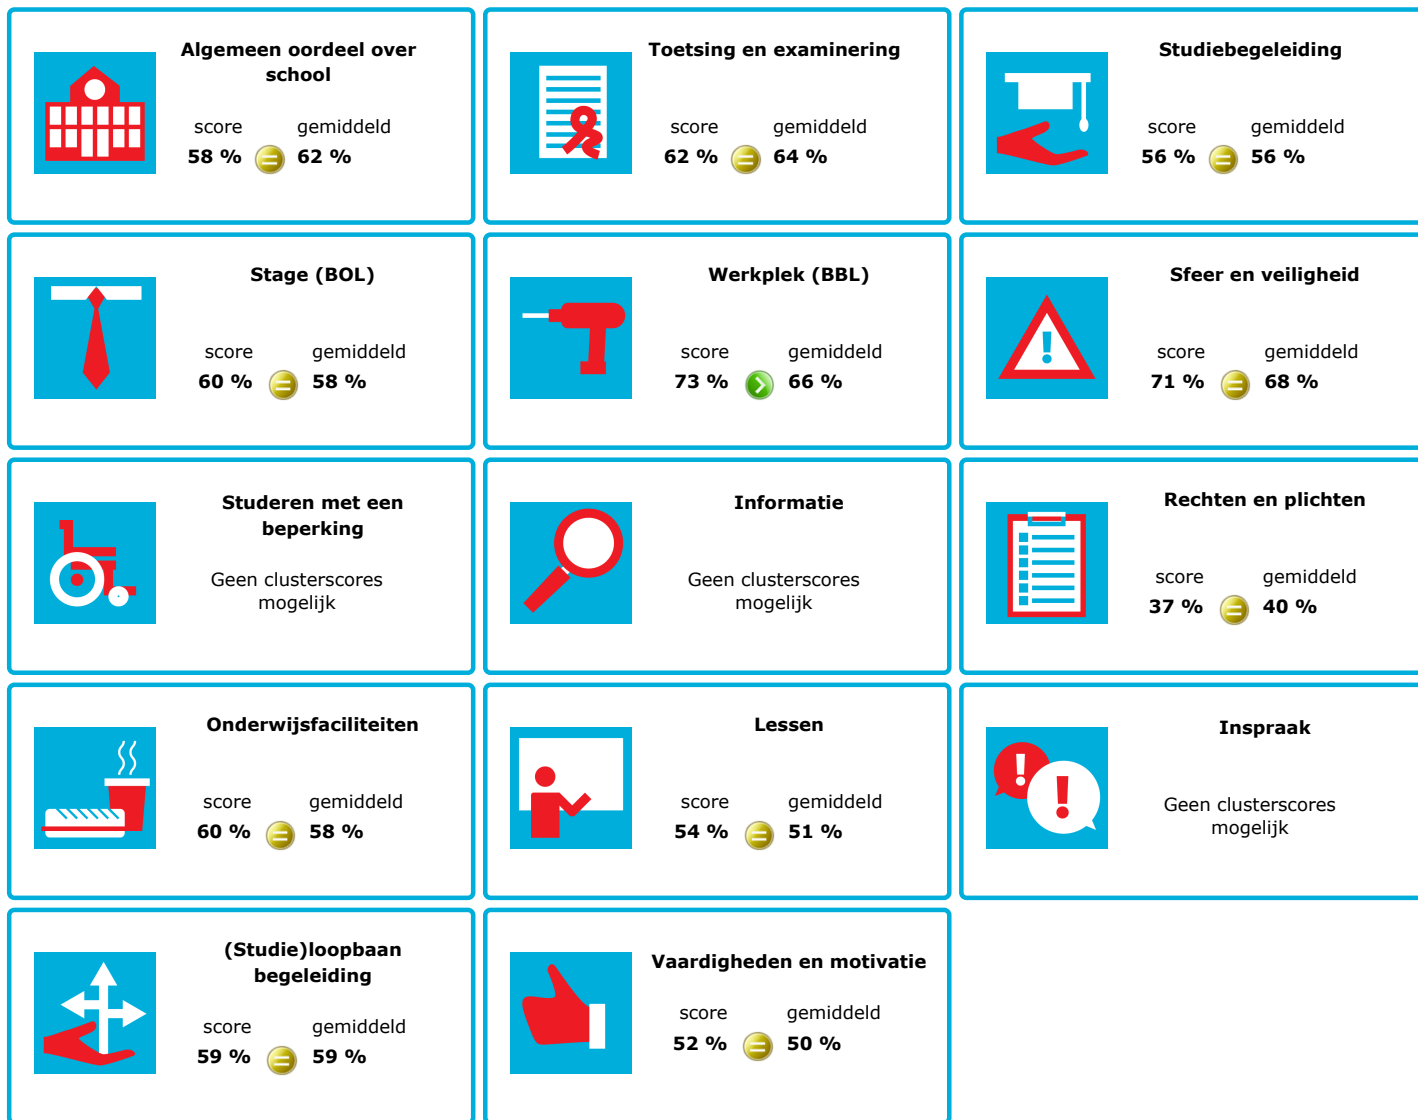 Algemeen oordeel over
school
score gemiddeld
58 % 62 %
Toetsing en examinering
score gemiddeld
62 % 64 %
Studiebegeleiding
score gemiddeld
56 % 56 %
Stage (BOL)
score gemiddeld
60 % 58 %
Werkplek (BBL)
score gemiddeld
73 % 66 %
Sfeer en veiligheid
score gemiddeld
71 % 68 %
Studeren met een
beperking
Geen clusterscores
mogelijk
Informatie
Geen clusterscores
mogelijk
Rechten en plichten
score gemiddeld
37 % 40 %
Onderwijsfaciliteiten
score gemiddeld
60 % 58 %
Lessen
score gemiddeld
54 % 51 %
Inspraak
Geen clusterscores
mogelijk
(Studie)loopbaan
begeleiding
score gemiddeld
59 % 59 %
Vaardigheden en motivatie
score gemiddeld
52 % 50 %